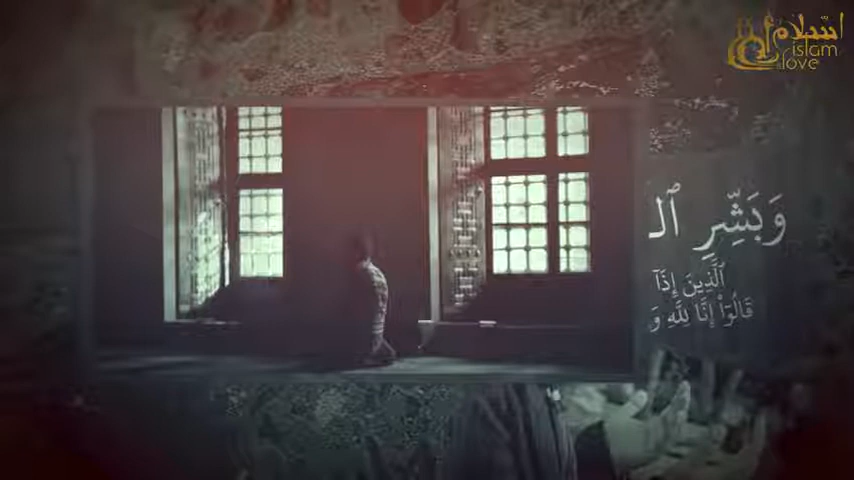 اسلام
islam
love
وَبَشِّرِ ٱلـ
ٱلَّذِينَ إِذَآ
قَالُوٓا۟ إِنَّا لِلَّهِ وَ